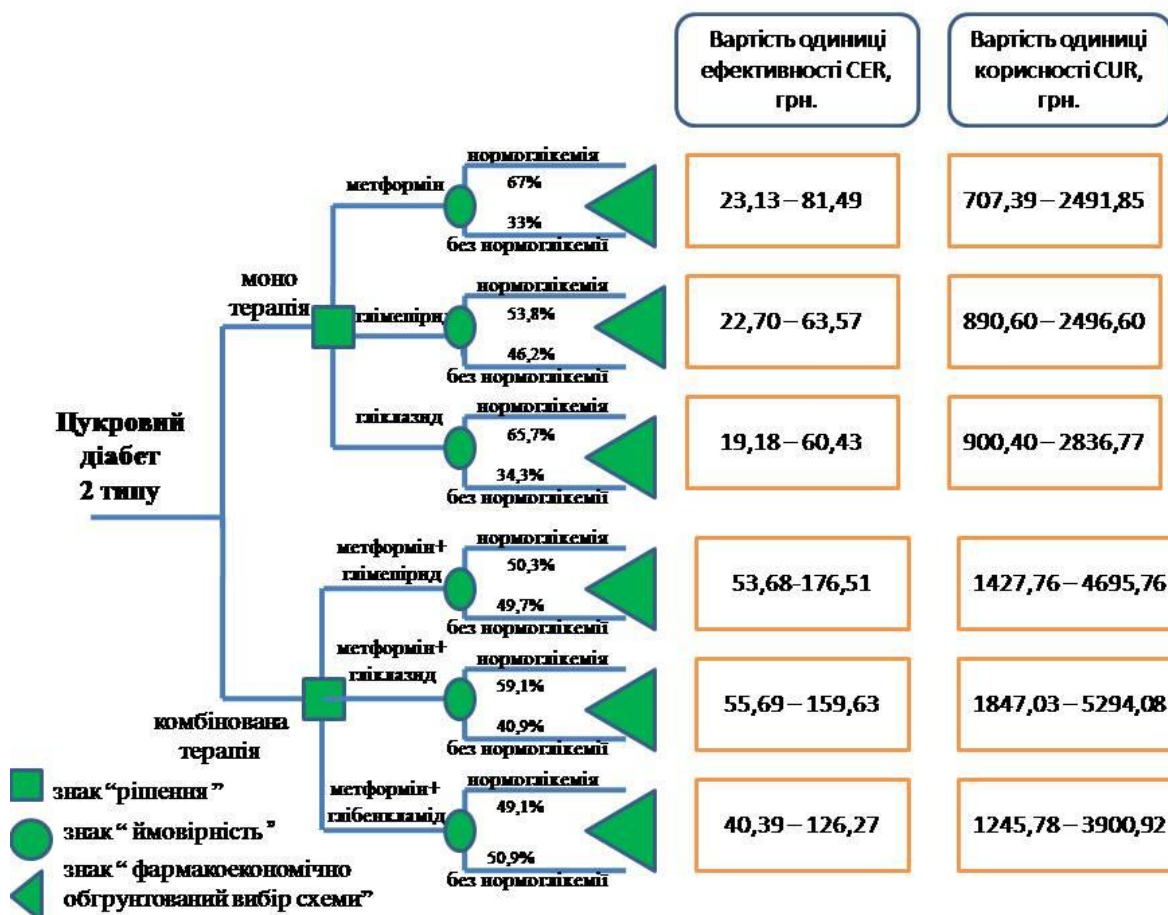 Вартість одиниці
ефективності CER,
грн.
Вартість одиниці
корисності CUR,
грн.
нормоглікемія
метформін
67%
33%
без нормоглікемії
23,13 – 81,49
707,39 – 2491,85
моно
терапія
нормоглікемія
глімепірид
53,8%
46,2%
без нормоглікемії
22,70 – 63,57
890,60 – 2496,60
нормоглікемія
гліклазид
65,7%
34,3%
без нормоглікемії
19,18 – 60,43
900,40 – 2836,77
Цукровий
діабет
2 типу
метформін+
глімепірид
нормоглікемія
50,3%
49,7%
без нормоглікемії
53,68-176,51
1427,76 – 4695,76
метформін+
гліклазид
нормоглікемія
59,1%
40,9%
без нормоглікемії
55,69 – 159,63
1847,03 – 5294,08
комбінована
терапія
метформін+
глібенкламід
нормоглікемія
49,1%
50,9%
без нормоглікемії
40,39 – 126,27
1245,78 – 3900,92
знак “рішення”
знак “ ймовірність”
знак “ фармакоекономічно
обгрунтований вибір схеми”